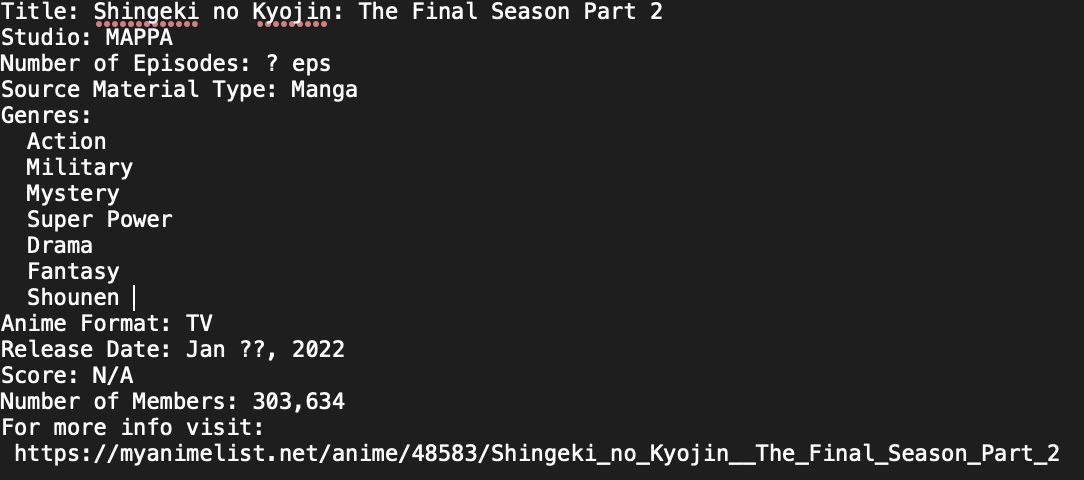 Title: Shingeki no Kyojin: The Final Season Part 2
Studio: MAPPA
Number of Episodes: ? eps
Source Material Type: Manga
Genres:
  Action
  Military
  Mystery
  Super Power
  Drama
  Fantasy
  Shounen
Anime Format: TV
Release Date: Jan ??, 2022
Score: N/A
Number of Members: 303,634
For more info visit:
 https://myanimelist.net/anime/48583/Shingeki_no_Kyojin__The_Final_Season_Part_2